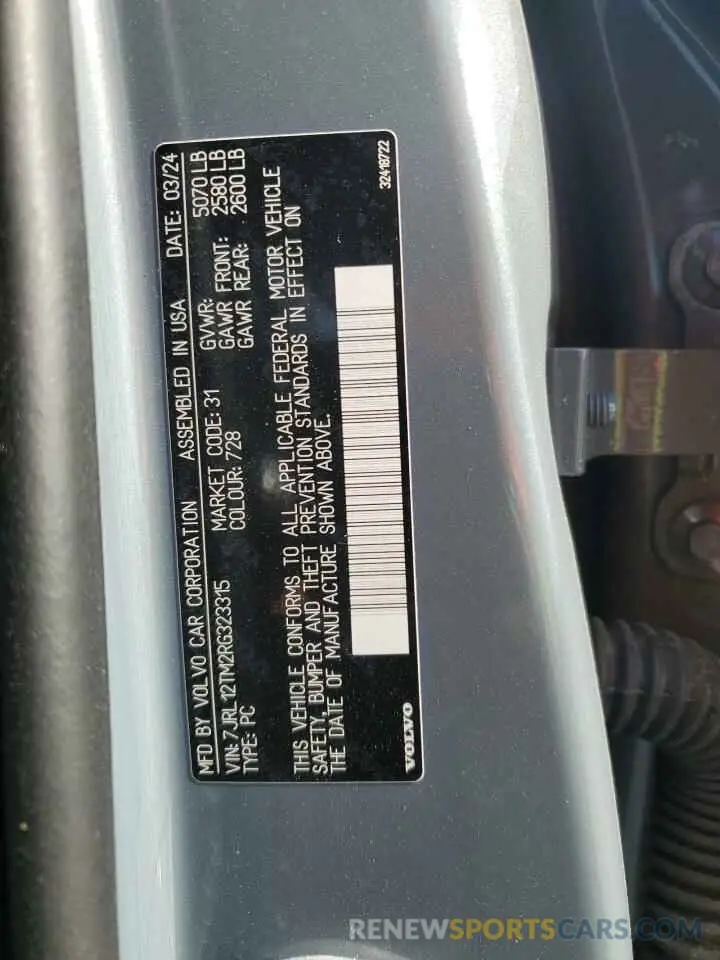 MFD BY VOLVO CAR CORPORATION ASSEMBLED IN USA DATE: 03/24
VIN: 7JRL12TM2RG323315 MARKET CODE: 31 GVWR: 5070 LB
TYPE: PC COLOUR: 728 GAWR FRONT: 2580 LB
GAWR REAR: 2600 LB
THIS VEHICLE CONFORMS TO ALL APPLICABLE FEDERAL MOTOR VEHICLE
SAFETY, BUMPER AND THEFT PREVENTION STANDARDS IN EFFECT ON
THE DATE OF MANUFACTURE SHOWN ABOVE.
VOLVO 32418722
RENEWSPORTSCARS.COM